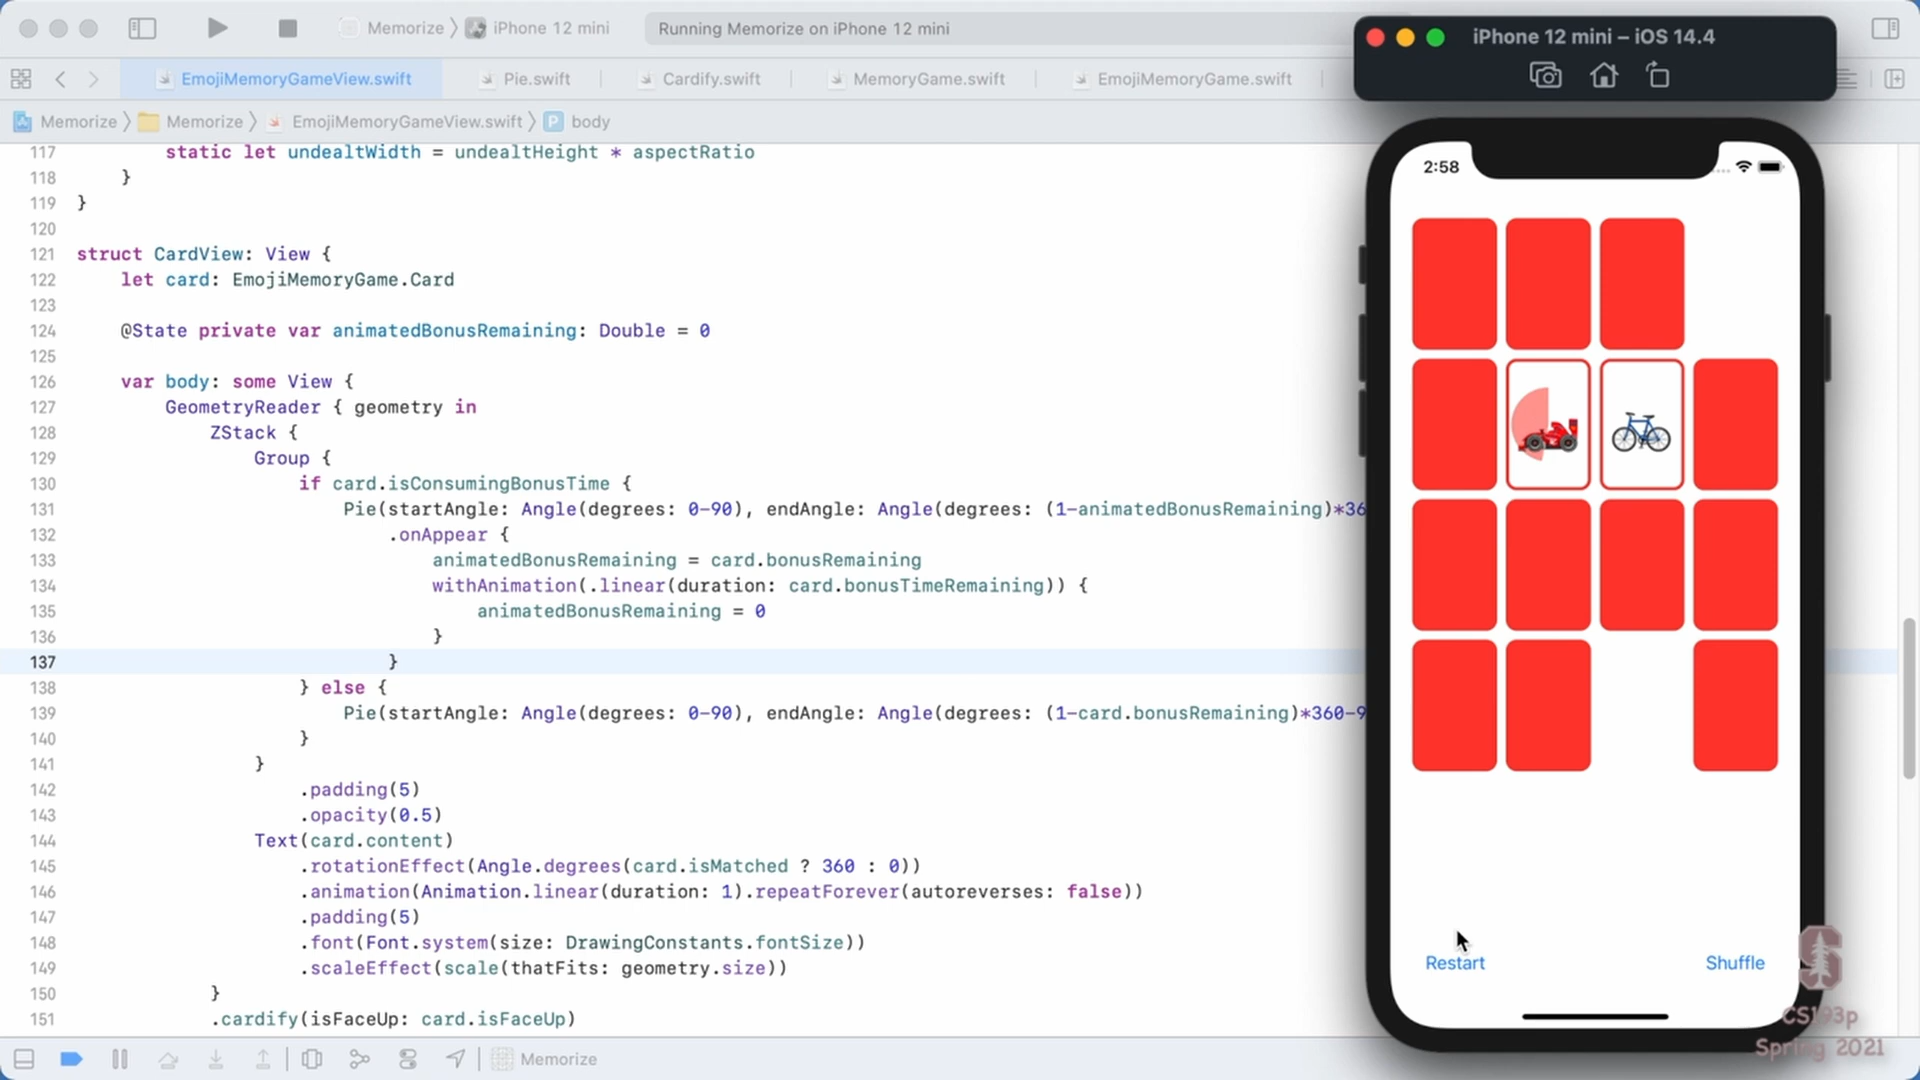 Memorize 〉 iPhone 12 mini
Running Memorize on iPhone 12 mini
iPhone 12 mini – iOS 14.4
EmojiMemoryGameView.swift
Pie.swift
Cardify.swift
MemoryGame.swift
EmojiMemoryGame.swift
Memorize 〉 Memorize 〉 EmojiMemoryGameView.swift 〉 P body
117 static let undealtWidth = undealtHeight * aspectRatio
118 }
119 }
120
121 struct CardView: View {
122 let card: EmojiMemoryGame.Card
123
124 @State private var animatedBonusRemaining: Double = 0
125
126 var body: some View {
127 GeometryReader { geometry in
128 ZStack {
129 Group {
130 if card.isConsumingBonusTime {
131 Pie(startAngle: Angle(degrees: 0-90), endAngle: Angle(degrees: (1-animatedBonusRemaining)*36
132 .onAppear {
133 animatedBonusRemaining = card.bonusRemaining
134 withAnimation(.linear(duration: card.bonusTimeRemaining)) {
135 animatedBonusRemaining = 0
136 }
137 }
138 } else {
139 Pie(startAngle: Angle(degrees: 0-90), endAngle: Angle(degrees: (1-card.bonusRemaining)*360-9
140 }
141 }
142 .padding(5)
143 .opacity(0.5)
144 Text(card.content)
145 .rotationEffect(Angle.degrees(card.isMatched ? 360 : 0))
146 .animation(Animation.linear(duration: 1).repeatForever(autoreverses: false))
147 .padding(5)
148 .font(Font.system(size: DrawingConstants.fontSize))
149 .scaleEffect(scale(thatFits: geometry.size))
150 }
151 .cardify(isFaceUp: card.isFaceUp)
Memorize
2:58
Restart
Shuffle
S
CS193p
Spring 2021